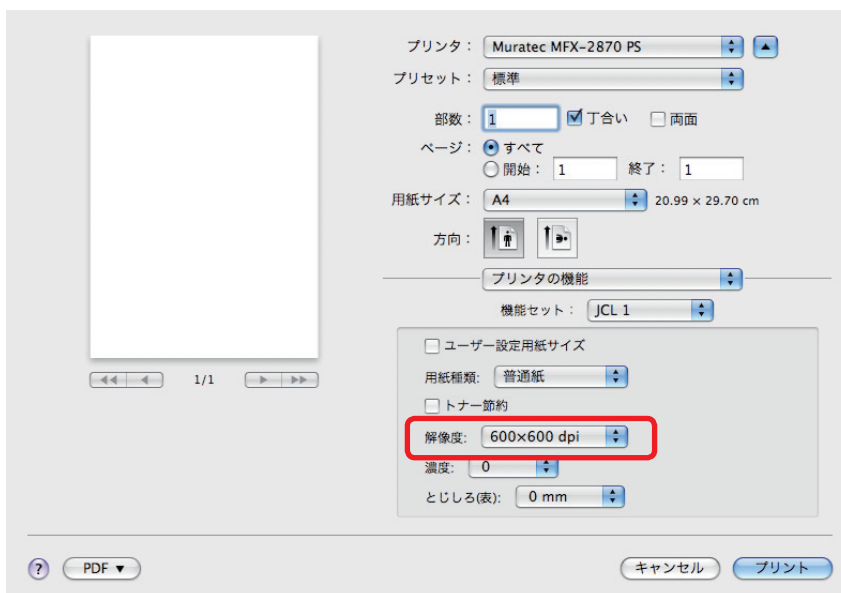 プリンタ： Muratec MFX-2870 PS
プリセット： 標準
部数： 1 丁合い 両面
ページ： すべて
開始： 1 終了： 1
用紙サイズ： A4 20.99 × 29.70 cm
方向：
プリンタの機能
機能セット： JCL 1
ユーザー設定用紙サイズ
用紙種類: 普通紙
1/1
トナー節約
解像度: 600×600 dpi
濃度: 0
とじしろ(表): 0 mm
? PDF ▼ キャンセル プリント